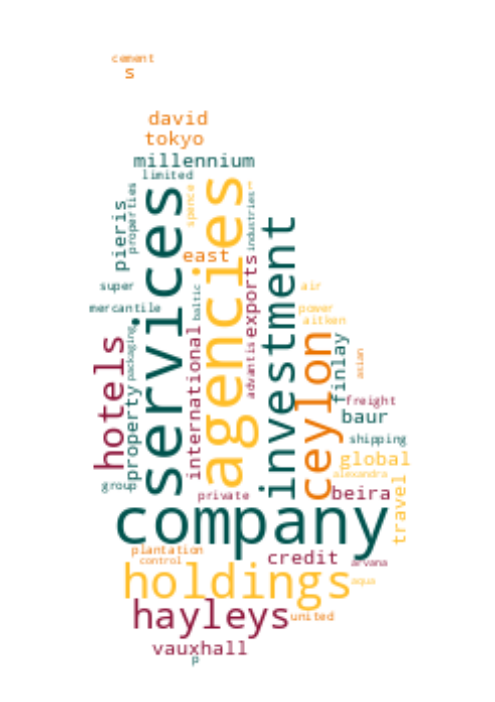 cement
s
david
tokyo
millennium
limited
services
agencies
spence
industries
properties
pieris
investment
east
super
air
mercantile
baltic
exports
power
aitken
hotels
property
packaging
international
advantis
ceylon
finlay
asian
freight
baur
shipping
global
alexandra
group
private
beira
travel
company
plantation
control
credit
arvana
holdings
aqua
hayleys
united
vauxhall
p